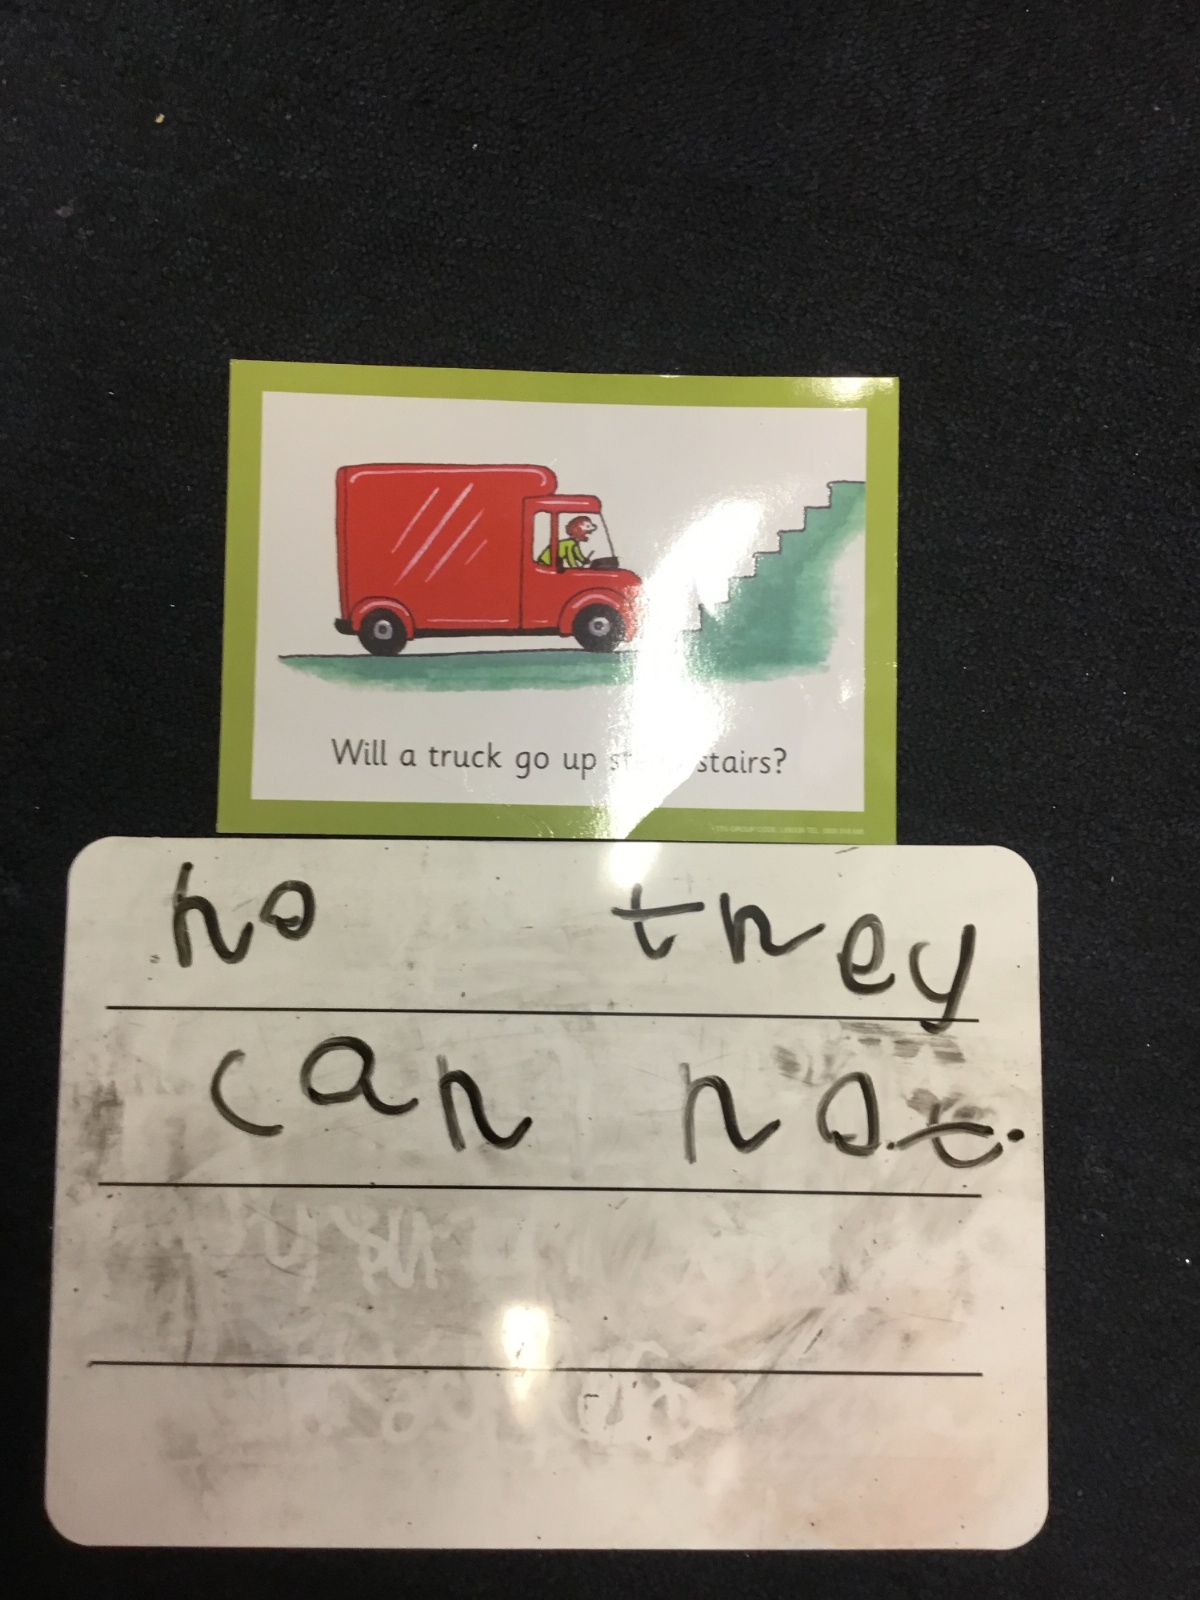 Will a truck go up stairs?
no they
can not.